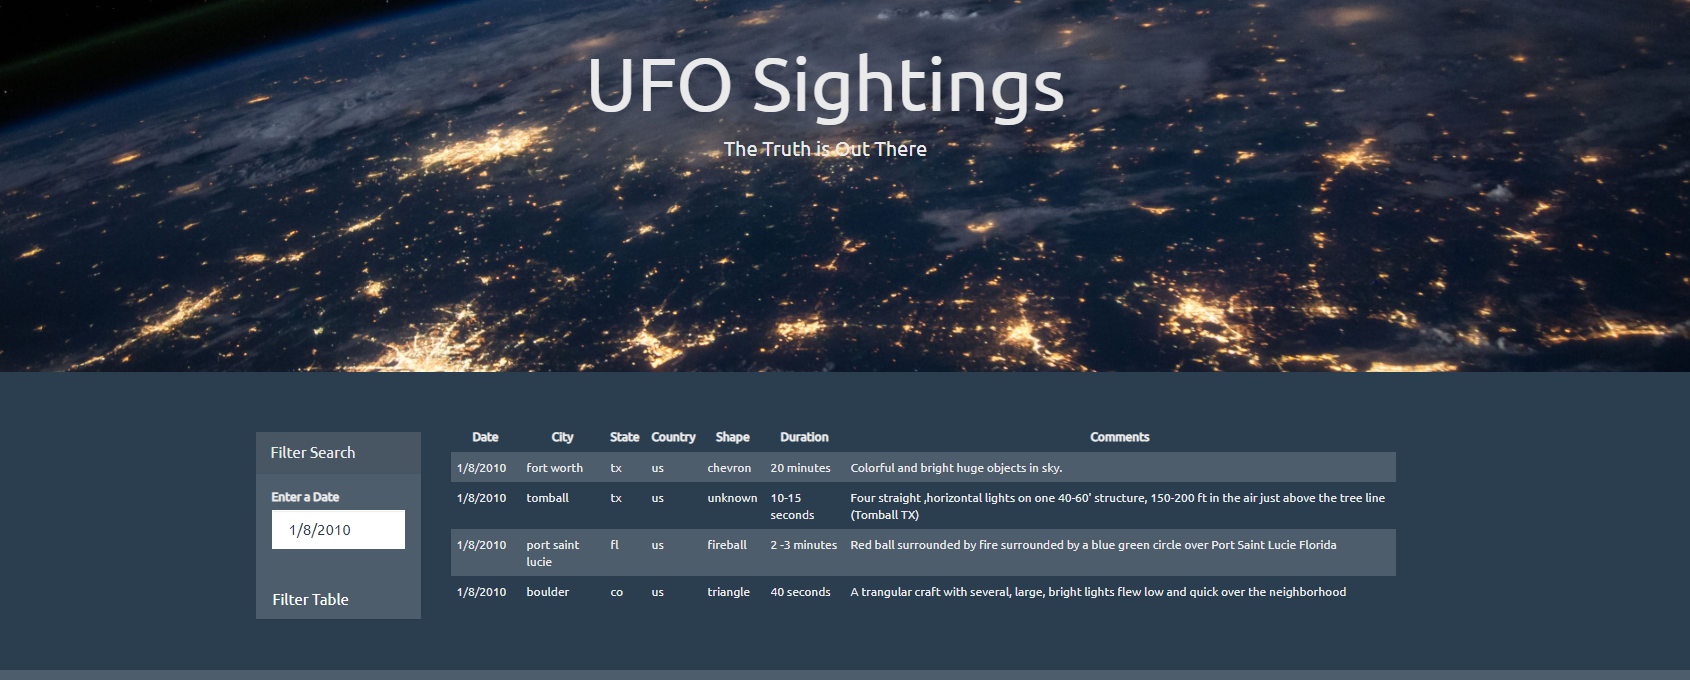 UFO Sightings
The Truth is Out There
Filter Search
Enter a Date
1/8/2010
Filter Table
Date City State Country Shape Duration Comments
1/8/2010 fort worth tx us chevron 20 minutes Colorful and bright huge objects in sky.
1/8/2010 tomball tx us unknown 10-15 seconds Four straight ,horizontal lights on one 40-60' structure, 150-200 ft in the air just above the tree line (Tomball TX)
1/8/2010 port saint lucie fl us fireball 2 -3 minutes Red ball surrounded by fire surrounded by a blue green circle over Port Saint Lucie Florida
1/8/2010 boulder co us triangle 40 seconds A trangular craft with several, large, bright lights flew low and quick over the neighborhood